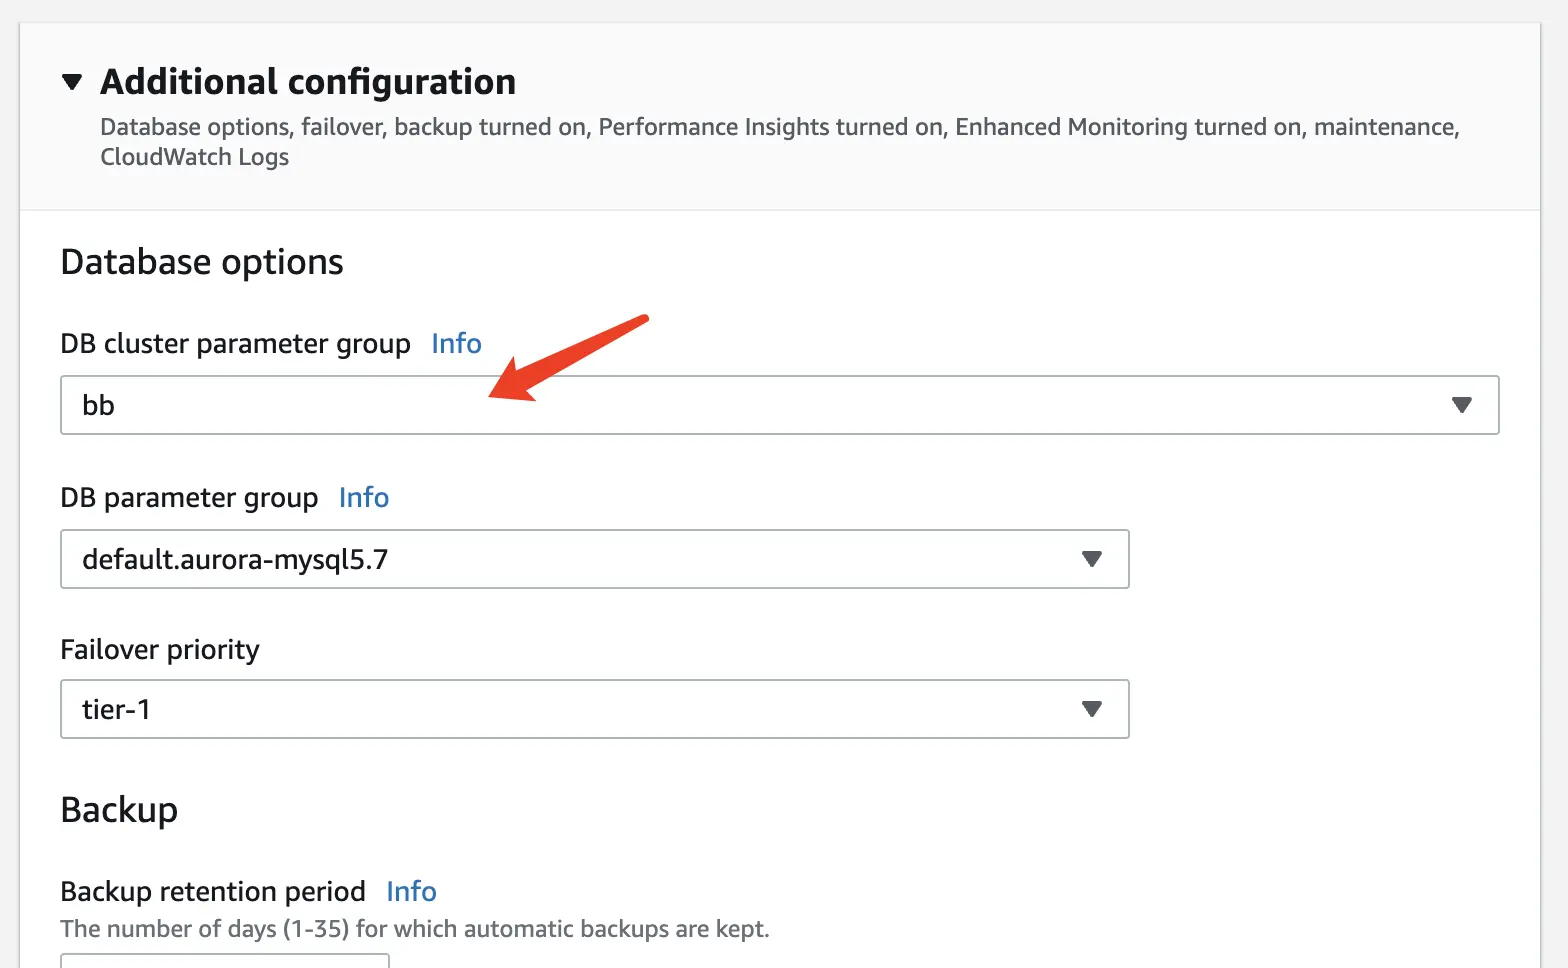 Additional configuration
Database options, failover, backup turned on, Performance Insights turned on, Enhanced Monitoring turned on, maintenance,
CloudWatch Logs
Database options
DB cluster parameter group Info
bb
DB parameter group Info
default.aurora-mysql5.7
Failover priority
tier-1
Backup
Backup retention period Info
The number of days (1-35) for which automatic backups are kept.